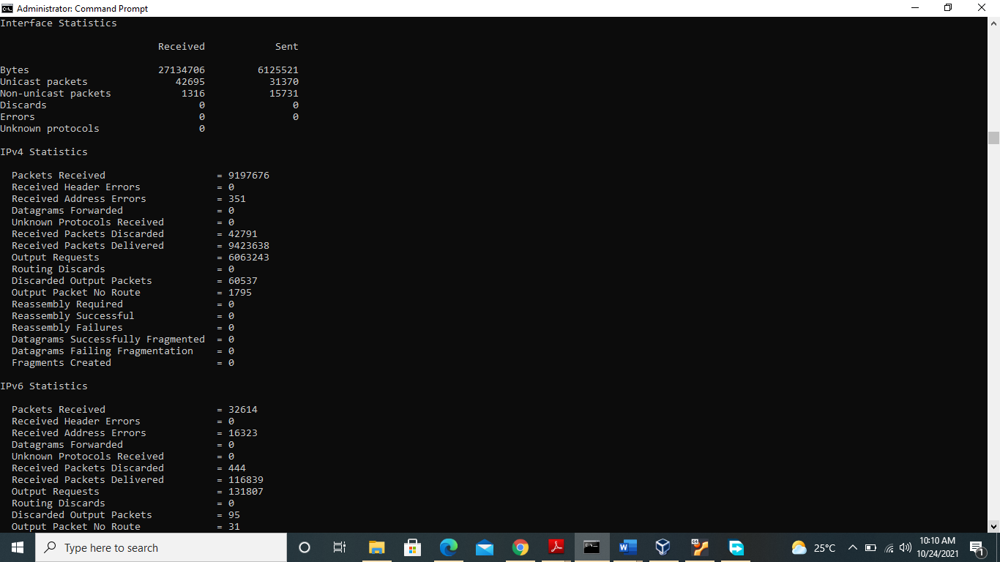 Administrator: Command Prompt
Interface Statistics
Received Sent
Bytes 27134706 6125521
Unicast packets 42695 31370
Non-unicast packets 1316 15731
Discards 0 0
Errors 0 0
Unknown protocols 0
IPv4 Statistics
Packets Received = 9197676
Received Header Errors = 0
Received Address Errors = 351
Datagrams Forwarded = 0
Unknown Protocols Received = 0
Received Packets Discarded = 42791
Received Packets Delivered = 9423638
Output Requests = 6063243
Routing Discards = 0
Discarded Output Packets = 60537
Output Packet No Route = 1795
Reassembly Required = 0
Reassembly Successful = 0
Reassembly Failures = 0
Datagrams Successfully Fragmented = 0
Datagrams Failing Fragmentation = 0
Fragments Created = 0
IPv6 Statistics
Packets Received = 32614
Received Header Errors = 0
Received Address Errors = 16323
Datagrams Forwarded = 0
Unknown Protocols Received = 0
Received Packets Discarded = 444
Received Packets Delivered = 116839
Output Requests = 131807
Routing Discards = 0
Discarded Output Packets = 95
Output Packet No Route = 31
Type here to search
25°C
10:10 AM
10/24/2021
1